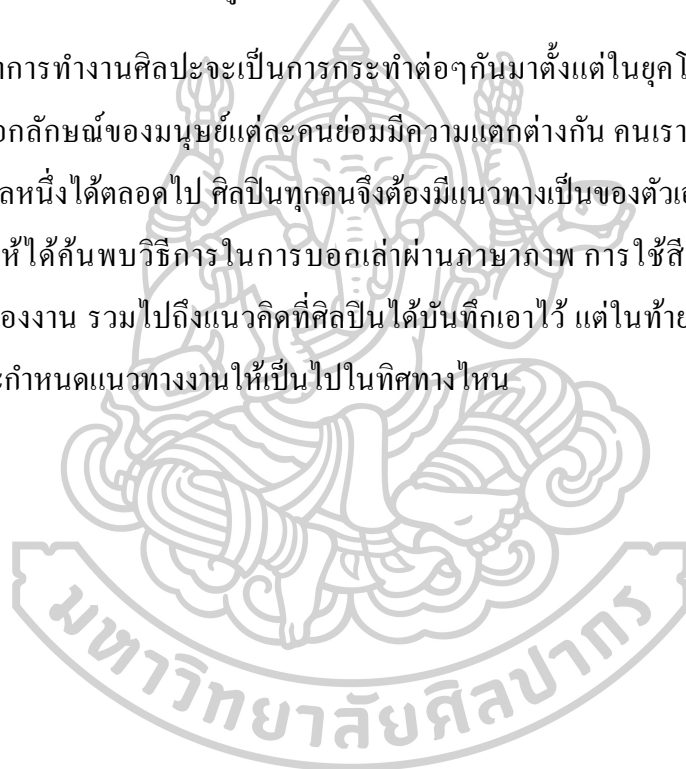 าการทำงานศิลปะจะเป็นการกระทำต่อๆกันมาตั้งแต่ในยุคโ
อกลักษณ์ของมนุษย์แต่ละคนย่อมมีความแตกต่างกัน คนเรา
ลหนึ่งได้ตลอดไป ศิลปินทุกคนจึงต้องมีแนวทางเป็นของตัวเอ
ห้ได้ค้นพบวิธีการในการบอกเล่าผ่านภาษาภาพ การใช้สี
องงาน รวมไปถึงแนวคิดที่ศิลปินได้บันทึกเอาไว้ แต่ในท้าย
ะกำหนดแนวทางงานให้เป็นไปในทิศทางไหน
มหาวิทยาลัยศิลปากร